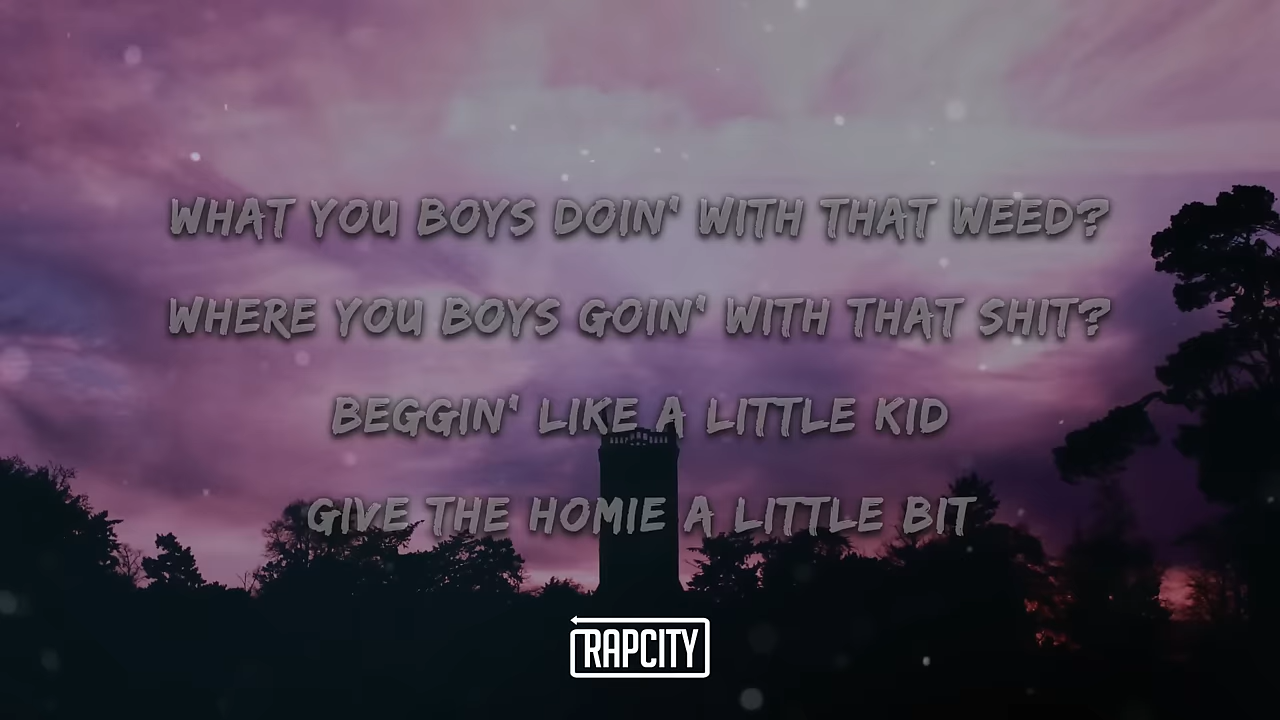 WHAT YOU BOYS DOIN' WITH THAT WEED?
WHERE YOU BOYS GOIN' WITH THAT SHIT?
BEGGIN' LIKE A LITTLE KID
GIVE THE HOMIE A LITTLE BIT
RAPCITY